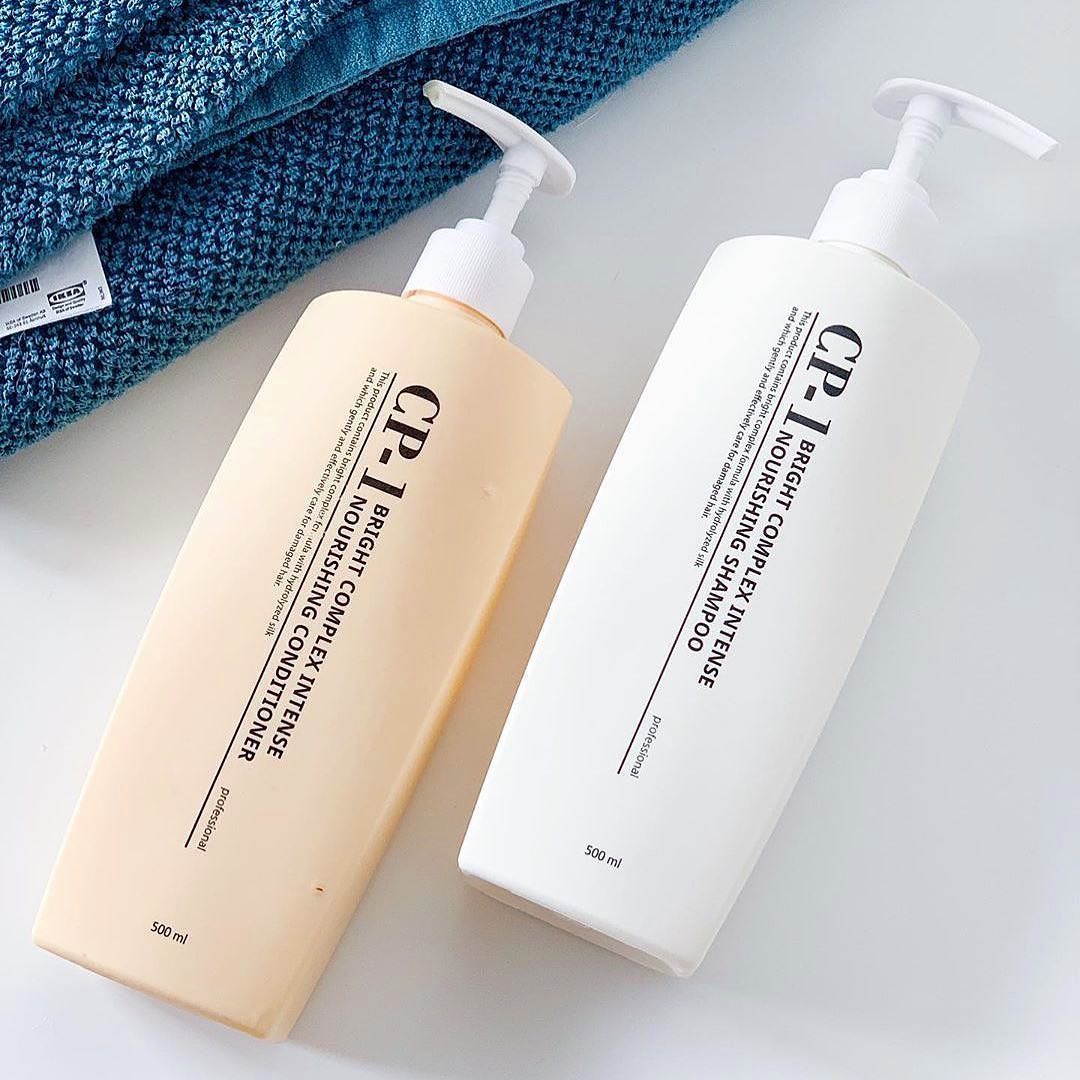 CP-1
BRIGHT COMPLEX INTENSE
NOURISHING CONDITIONER
This product contains bright complex for ula with hydrolyzed silk
and which gently and effectively care for damaged hair.
professional
500 ml
CP-1
BRIGHT COMPLEX INTENSE
NOURISHING SHAMPOO
This product contains bright complex formula with hydrolyzed silk
and which gently and effectively care for damaged hair.
professional
500 ml
IKEA